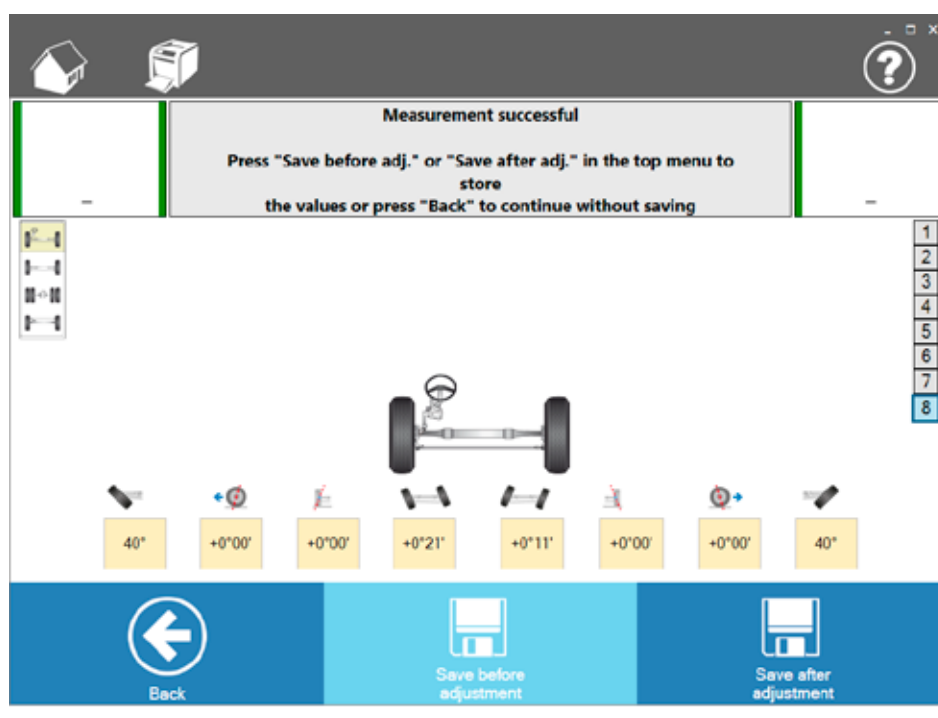 ?
Measurement successful
Press "Save before adj." or "Save after adj." in the top menu to
store
the values or press "Back" to continue without saving
–
–
1
2
3
4
5
6
7
8
40° +0°00' +0°00' +0°21' +0°11' +0°00' +0°00' 40°
Back
Save before
adjustment
Save after
adjustment